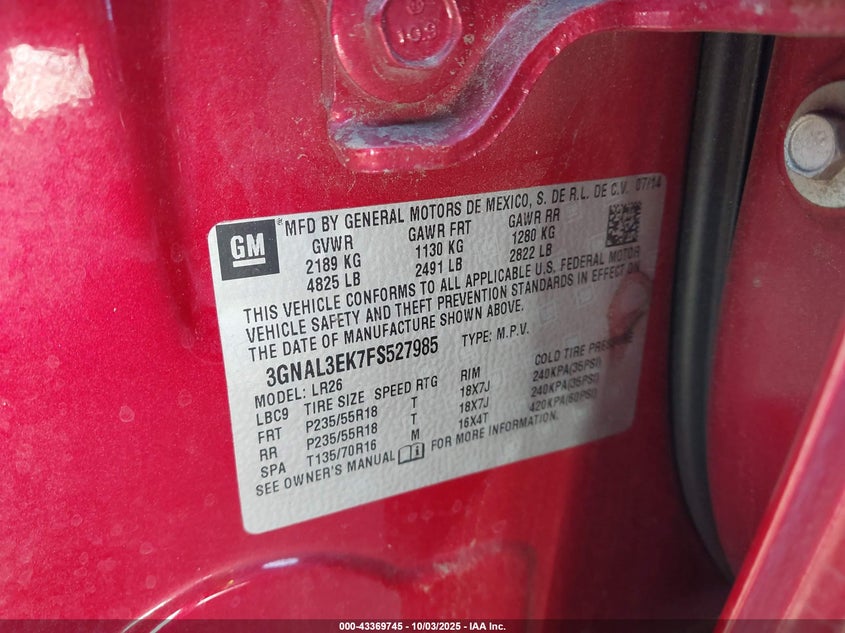 109
GM
MFD BY GENERAL MOTORS DE MEXICO, S. DE R.L. DE C.V. 07/14
GVWR GAWR FRT GAWR RR
2189 KG 1130 KG 1280 KG
4825 LB 2491 LB 2822 LB
THIS VEHICLE CONFORMS TO ALL APPLICABLE U.S. FEDERAL MOTOR
VEHICLE SAFETY AND THEFT PREVENTION STANDARDS IN EFFECT ON
THE DATE OF MANUFACTURE SHOWN ABOVE.
3GNAL3EK7FS527985 TYPE: M.P.V.
MODEL: LR26
LBC9 TIRE SIZE SPEED RTG RIM COLD TIRE PRESSURE
FRT P235/55R18 T 18X7J 240KPA(35PSI)
RR P235/55R18 T 18X7J 240KPA(35PSI)
SPA T135/70R16 M 16X4T 420KPA(60PSI)
SEE OWNER'S MANUAL FOR MORE INFORMATION.
000-43369745 - 10/03/2025 - IAA Inc.